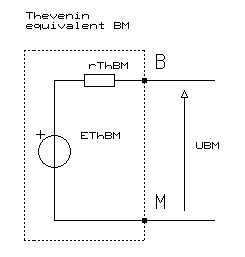 Thevenin
equivalent BM
rThBM
B
+
EThBM
UBM
M